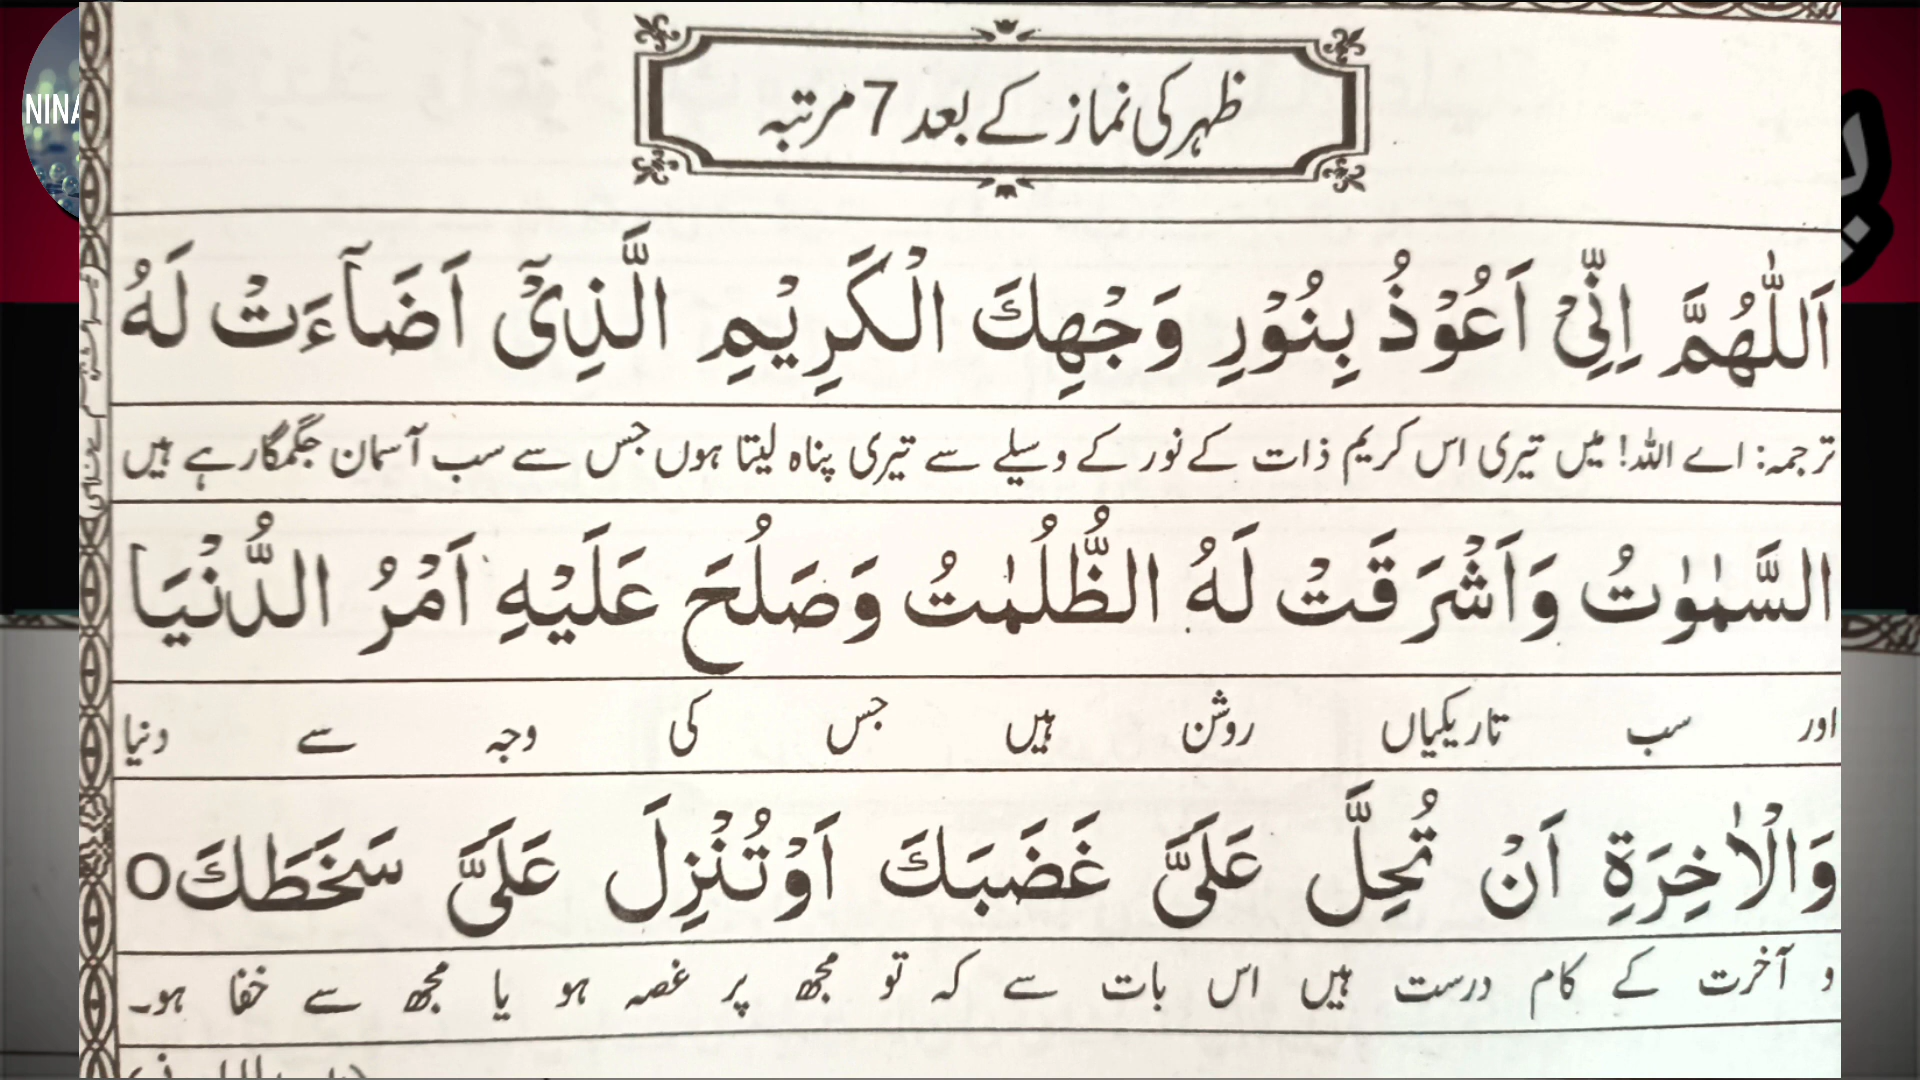 NINA
ظہر کی نماز کے بعد 7 مرتبہ
اَللّٰهُمَّ اِنِّيْ اَعُوْذُ بِنُوْرِ وَجْهِكَ الْكَرِيْمِ الَّذِيْٓ اَضَآءَتْ لَهُ
ترجمہ: اے اللہ! میں تیری اس کریم ذات کے نور کے وسیلے سے تیری پناہ لیتا ہوں جس سے سب آسمان جگمگا رہے ہیں
السَّمٰوٰتُ وَاَشْرَقَتْ لَهُ الظُّلُمٰتُ وَصَلُحَ عَلَيْهِ اَمْرُ الدُّنْيَا
اور سب تاریکیاں روشن ہیں جس کی وجہ سے دنیا
وَالْاٰخِرَةِ اَنْ تُحِلَّ عَلَيَّ غَضَبَكَ اَوْتُنْزِلَ عَلَيَّ سَخَطَكَ○
و آخرت کے کام درست ہیں اس بات سے کہ تو مجھ پر غصہ ہو یا مجھ سے خفا ہو۔